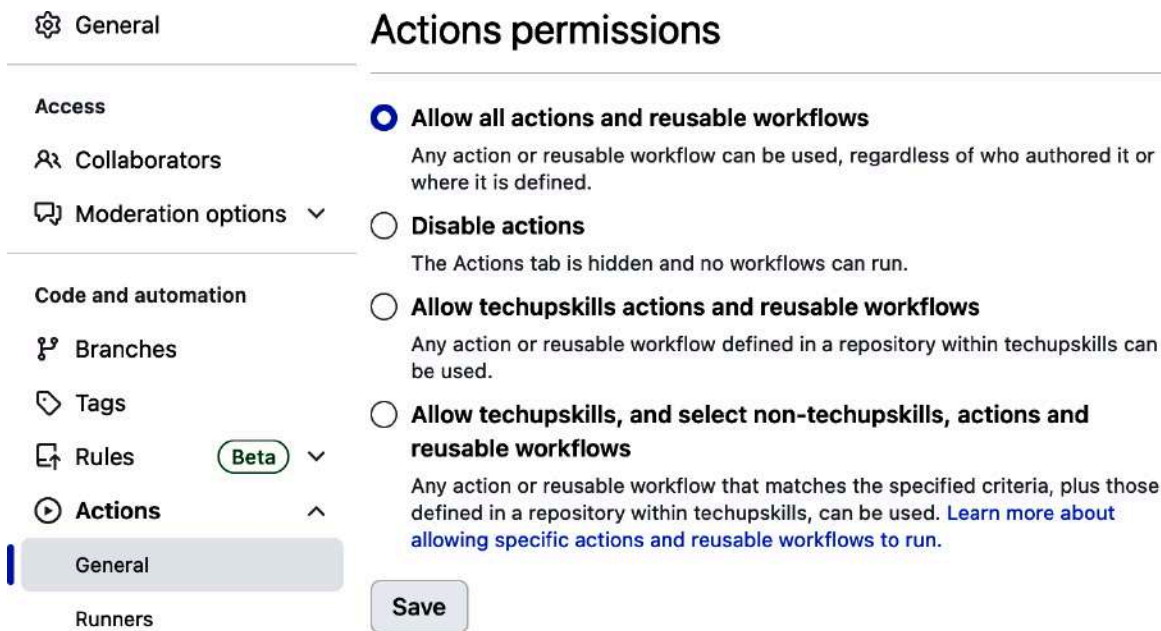 General
Access
Collaborators
Moderation options
Code and automation
Branches
Tags
Rules Beta
Actions
General
Runners
Actions permissions
Allow all actions and reusable workflows
Any action or reusable workflow can be used, regardless of who authored it or
where it is defined.
Disable actions
The Actions tab is hidden and no workflows can run.
Allow techupskills actions and reusable workflows
Any action or reusable workflow defined in a repository within techupskills can
be used.
Allow techupskills, and select non-techupskills, actions and
reusable workflows
Any action or reusable workflow that matches the specified criteria, plus those
defined in a repository within techupskills, can be used. Learn more about
allowing specific actions and reusable workflows to run.
Save